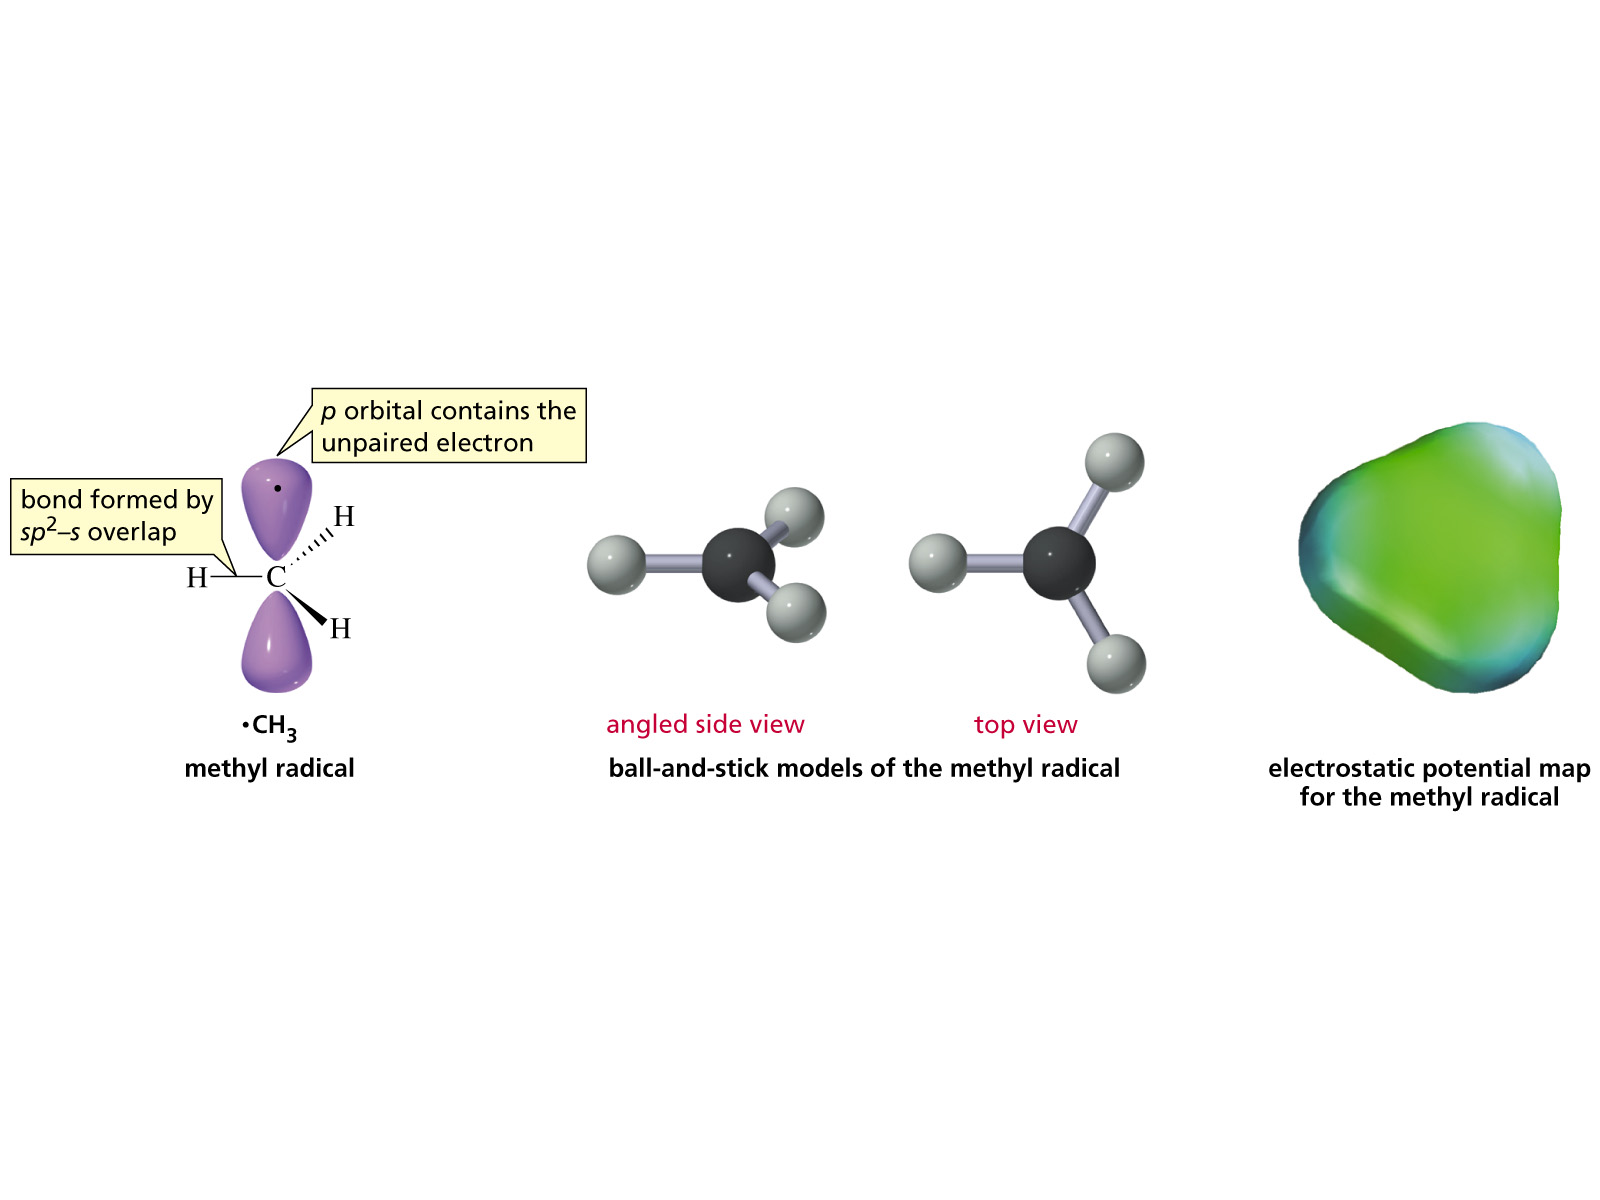 p orbital contains the
unpaired electron
bond formed by
sp²–s overlap
H
H
C
H
•CH₃
methyl radical
angled side view
top view
ball-and-stick models of the methyl radical
electrostatic potential map
for the methyl radical